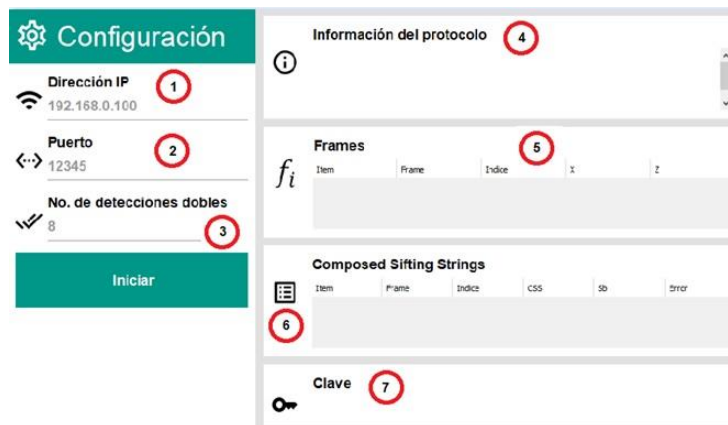 Configuración
Dirección IP 1
192.168.0.100
Puerto 2
12345
No. de detecciones dobles
8 3
Iniciar
Información del protocolo 4
Frames 5
fi
Item Frame Indice X Z
Composed Sifting Strings
Item Frame Indice CSS Sb Error
6
Clave 7